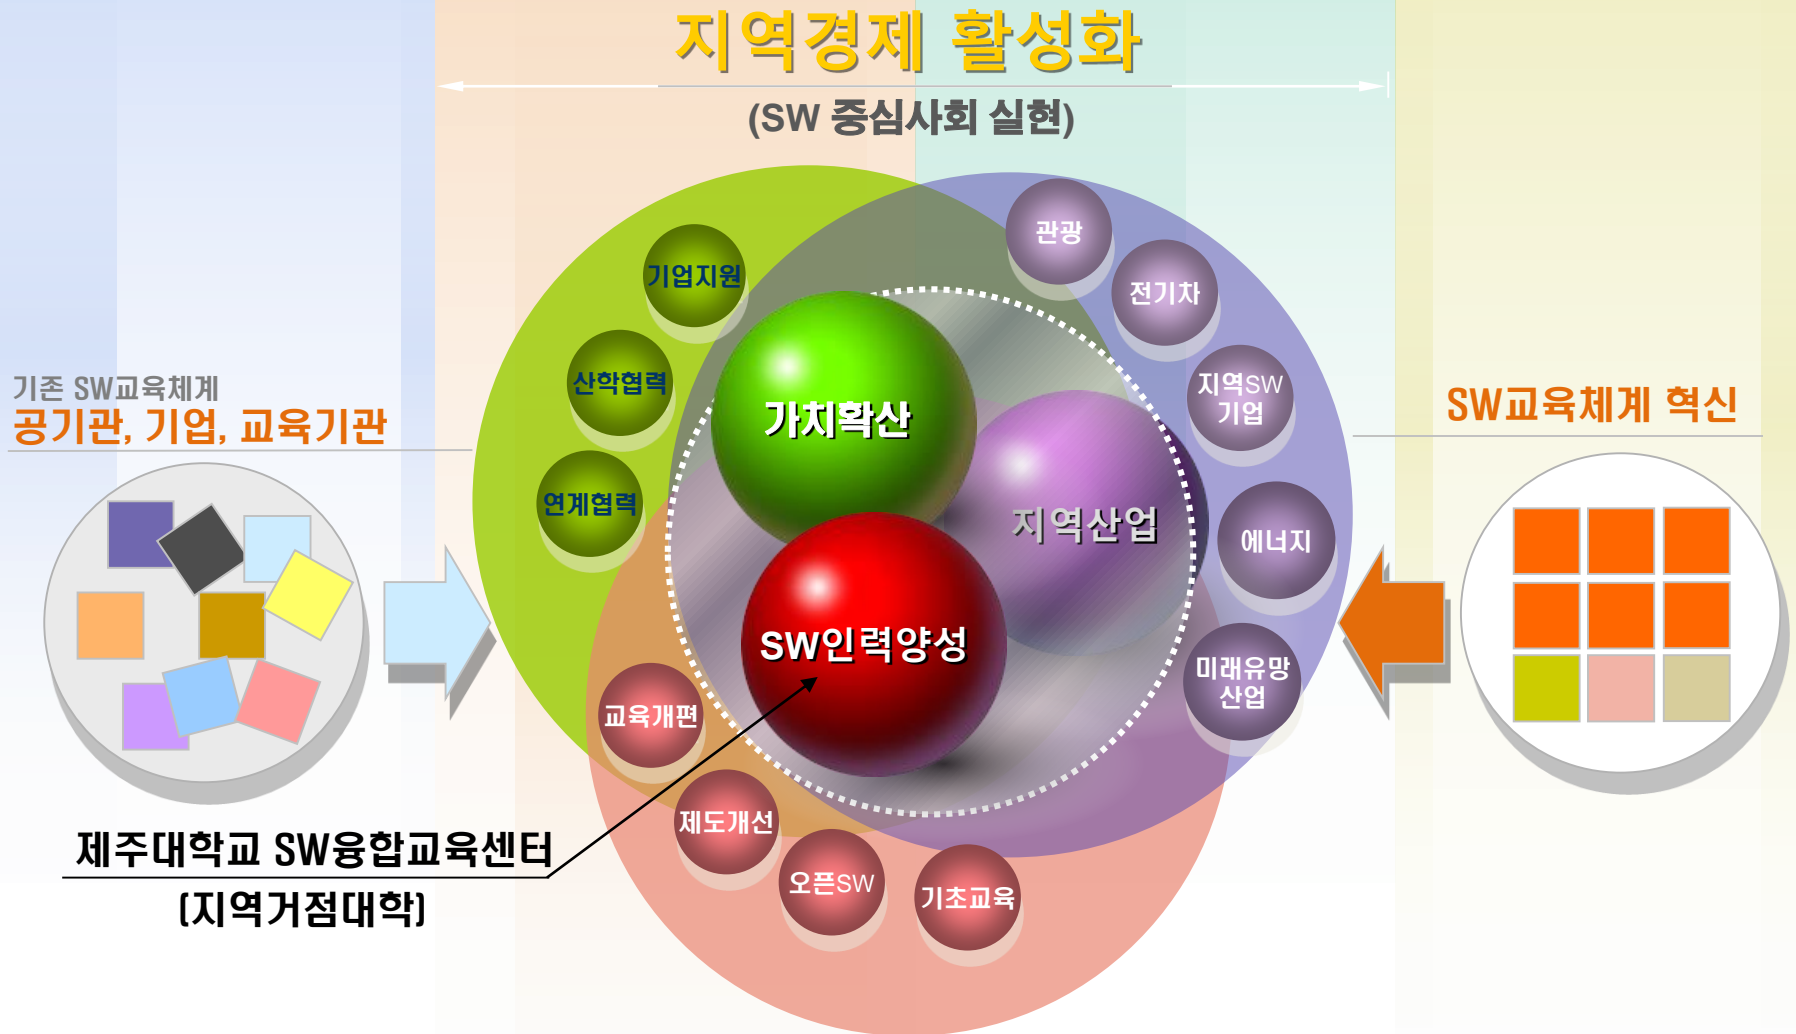 지역경제 활성화
(SW 중심사회 실현)
기존 SW교육체계
공기관, 기업, 교육기관
SW교육체계 혁신
기업지원
산학협력
연계협력
관광
전기차
지역SW
기업
에너지
미래유망
산업
가치확산
지역산업
SW인력양성
교육개편
제도개선
오픈SW
기초교육
제주대학교 SW융합교육센터
(지역거점대학)